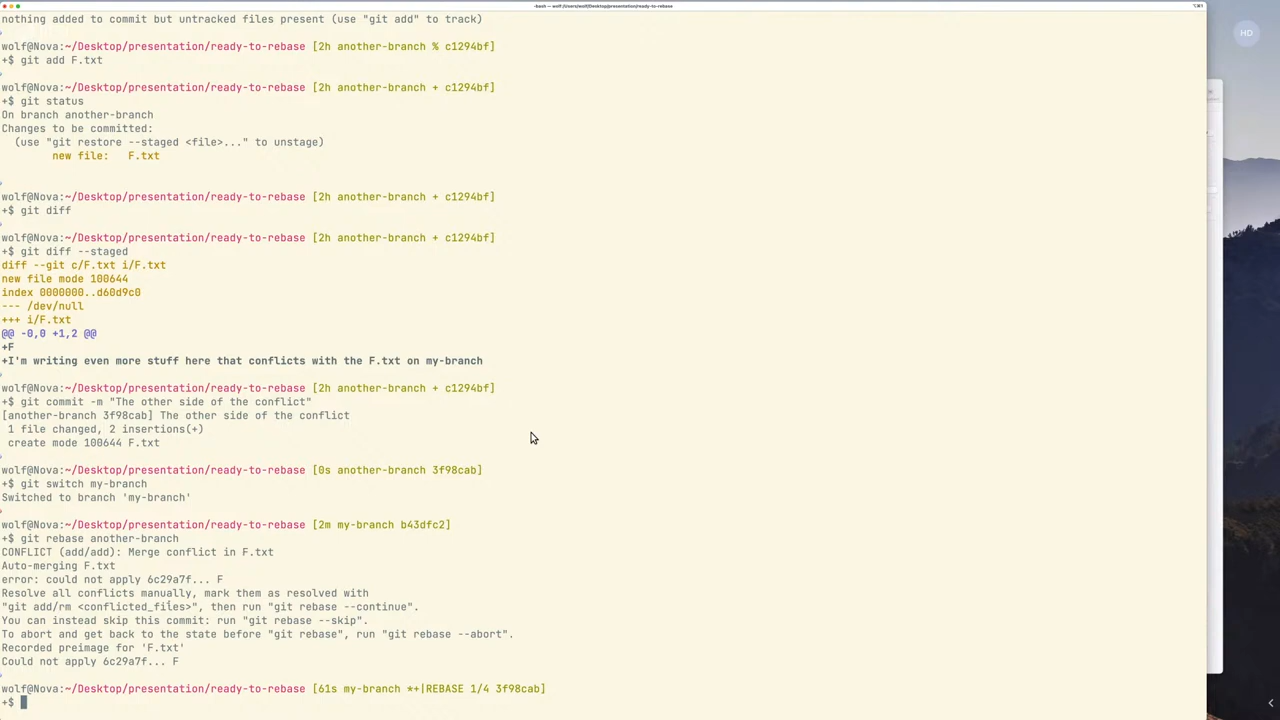 -bash — wolf:/Users/wolf/Desktop/presentation/ready-to-rebase
nothing added to commit but untracked files present (use "git add" to track)
wolf@Nova:~/Desktop/presentation/ready-to-rebase [2h another-branch % c1294bf]
+$ git add F.txt
wolf@Nova:~/Desktop/presentation/ready-to-rebase [2h another-branch + c1294bf]
+$ git status
On branch another-branch
Changes to be committed:
(use "git restore --staged <file>..." to unstage)
new file:   F.txt
wolf@Nova:~/Desktop/presentation/ready-to-rebase [2h another-branch + c1294bf]
+$ git diff
wolf@Nova:~/Desktop/presentation/ready-to-rebase [2h another-branch + c1294bf]
+$ git diff --staged
diff --git c/F.txt i/F.txt
new file mode 100644
index 0000000..d60d9c0
--- /dev/null
+++ i/F.txt
@@ -0,0 +1,2 @@
+F
+I'm writing even more stuff here that conflicts with the F.txt on my-branch
wolf@Nova:~/Desktop/presentation/ready-to-rebase [2h another-branch + c1294bf]
+$ git commit -m "The other side of the conflict"
[another-branch 3f98cab] The other side of the conflict
1 file changed, 2 insertions(+)
create mode 100644 F.txt
wolf@Nova:~/Desktop/presentation/ready-to-rebase [0s another-branch 3f98cab]
+$ git switch my-branch
Switched to branch 'my-branch'
wolf@Nova:~/Desktop/presentation/ready-to-rebase [2m my-branch b43dfc2]
+$ git rebase another-branch
CONFLICT (add/add): Merge conflict in F.txt
Auto-merging F.txt
error: could not apply 6c29a7f... F
Resolve all conflicts manually, mark them as resolved with
"git add/rm <conflicted_files>", then run "git rebase --continue".
You can instead skip this commit: run "git rebase --skip".
To abort and get back to the state before "git rebase", run "git rebase --abort".
Recorded preimage for 'F.txt'
Could not apply 6c29a7f... F
wolf@Nova:~/Desktop/presentation/ready-to-rebase [61s my-branch *+|REBASE 1/4 3f98cab]
+$
HD